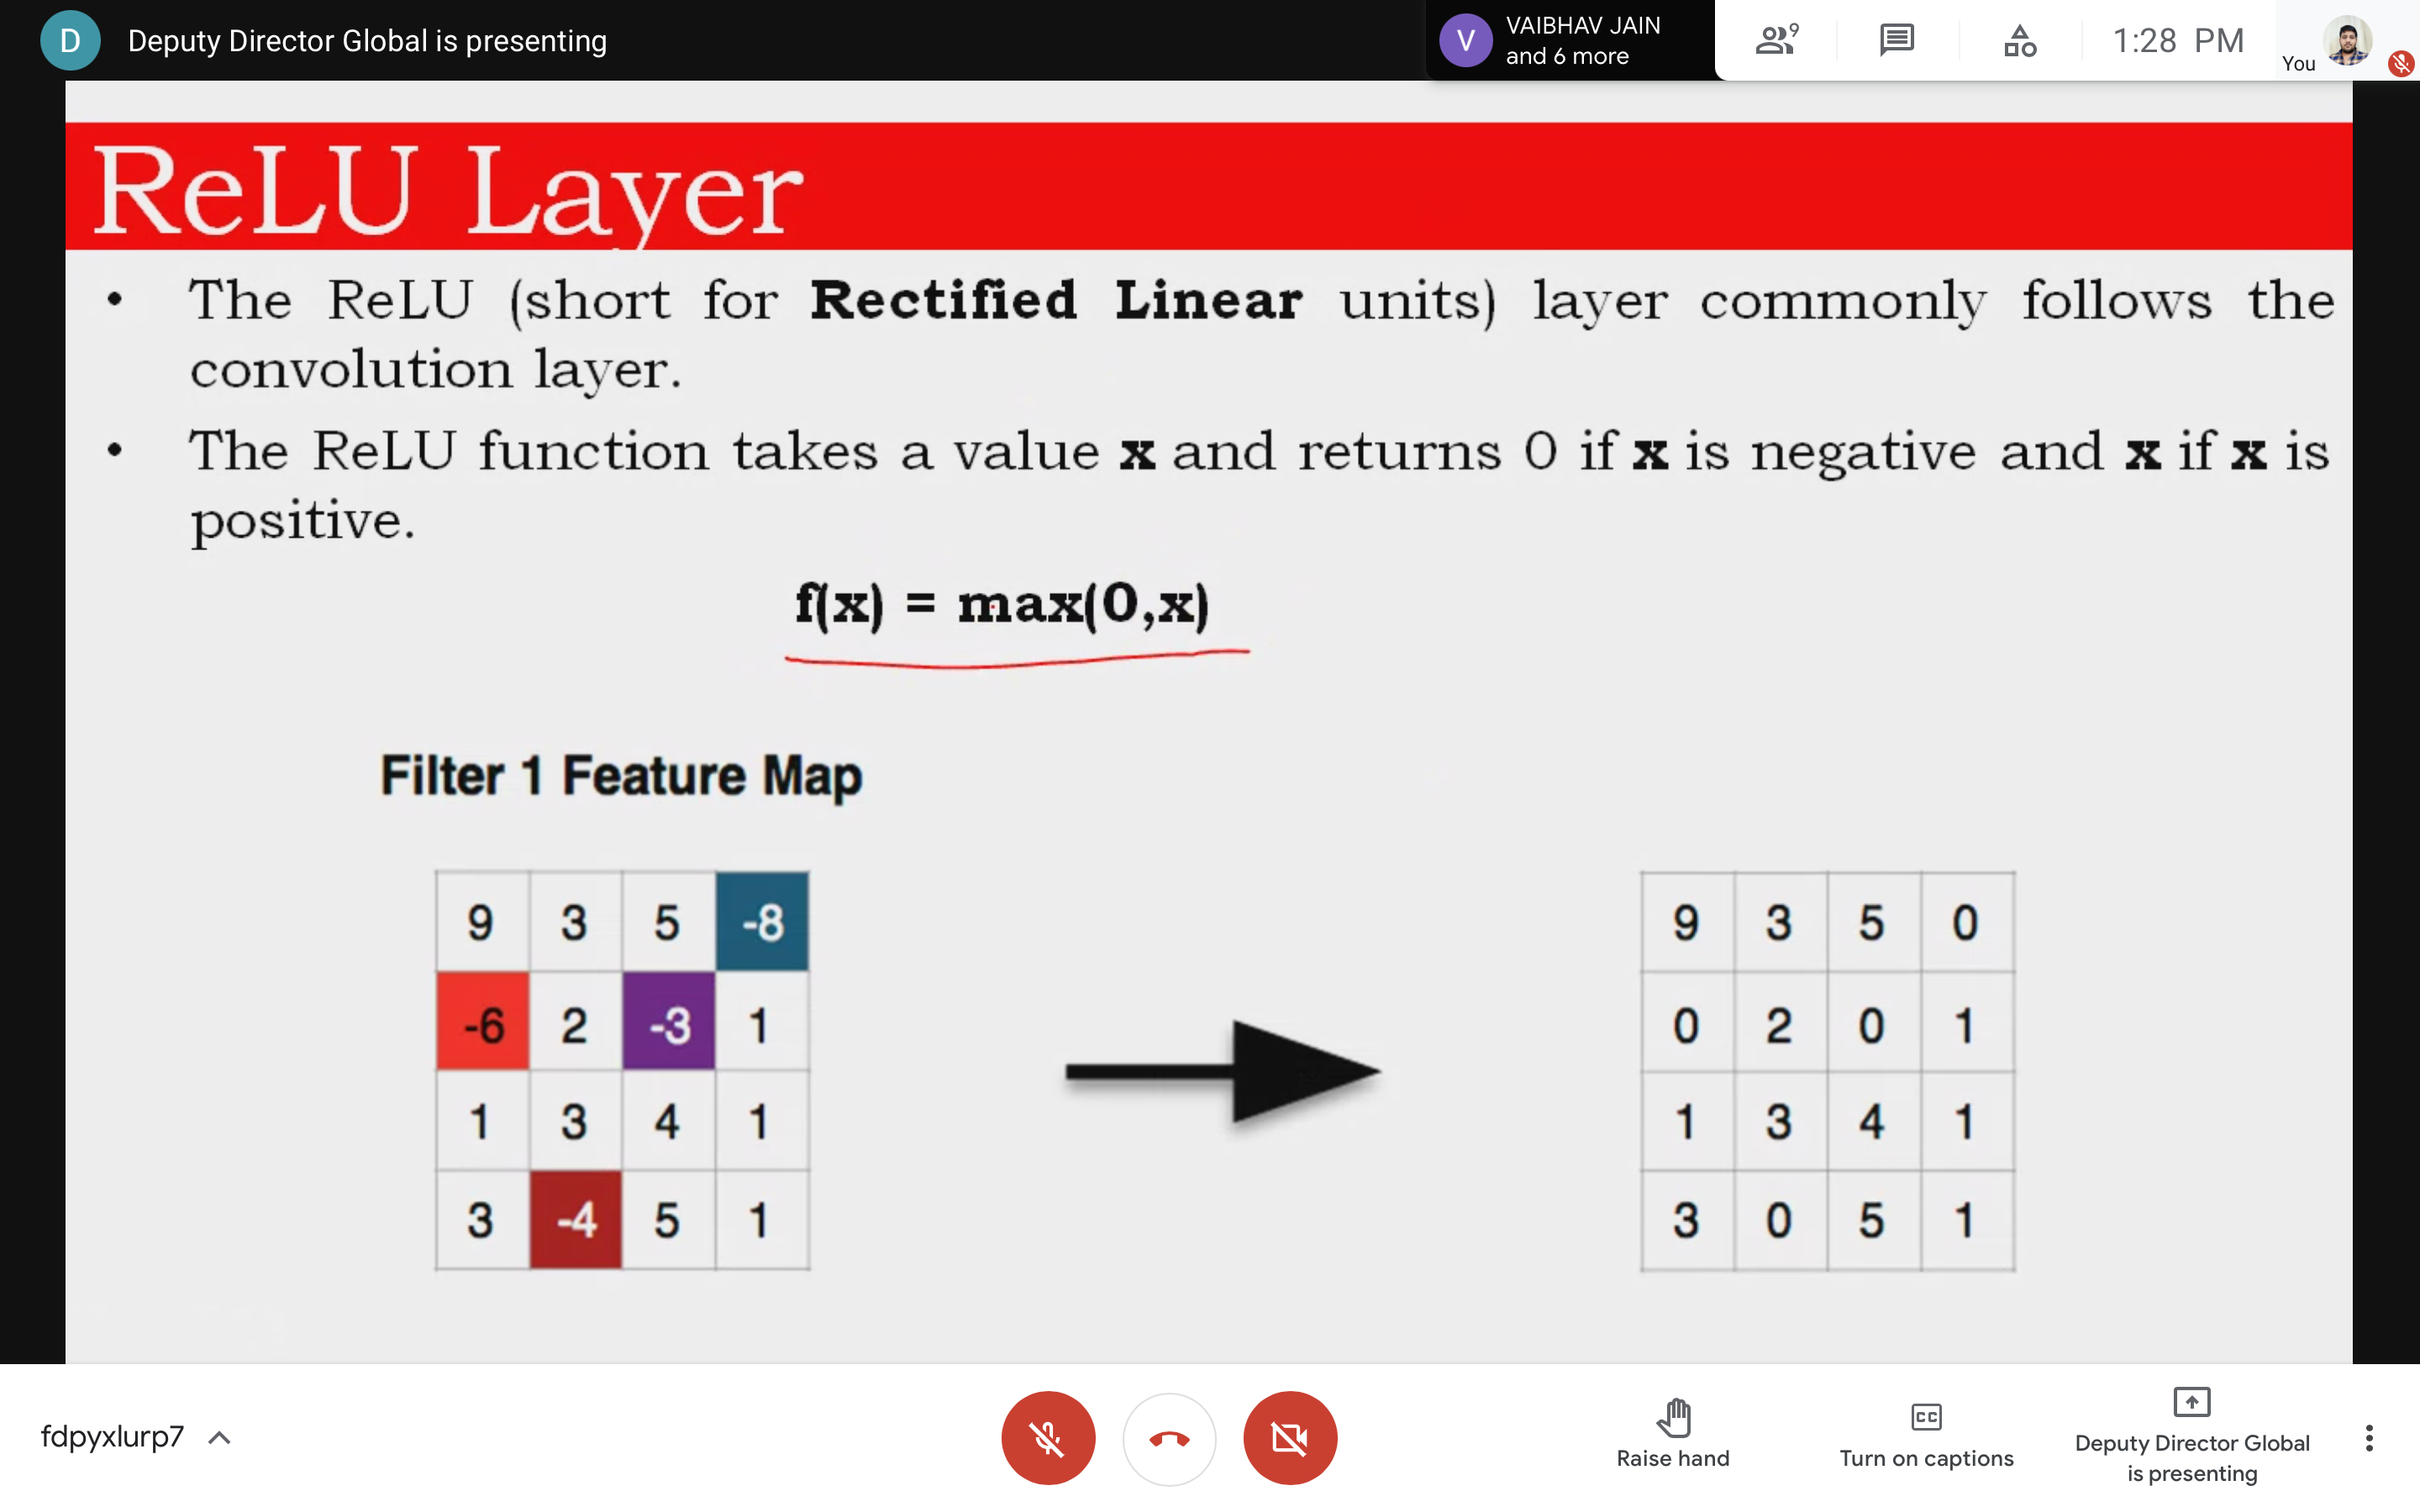 D Deputy Director Global is presenting
V VAIBHAV JAIN
and 6 more
9
1:28 PM
You
ReLU Layer
• The ReLU (short for Rectified Linear units) layer commonly follows the
convolution layer.
• The ReLU function takes a value x and returns 0 if x is negative and x if x is
positive.
f(x) = max(0,x)
Filter 1 Feature Map
9 3 5 -8
-6 2 -3 1
1 3 4 1
3 -4 5 1
9 3 5 0
0 2 0 1
1 3 4 1
3 0 5 1
fdpyxlurp7
Raise hand
CC
Turn on captions
Deputy Director Global
is presenting